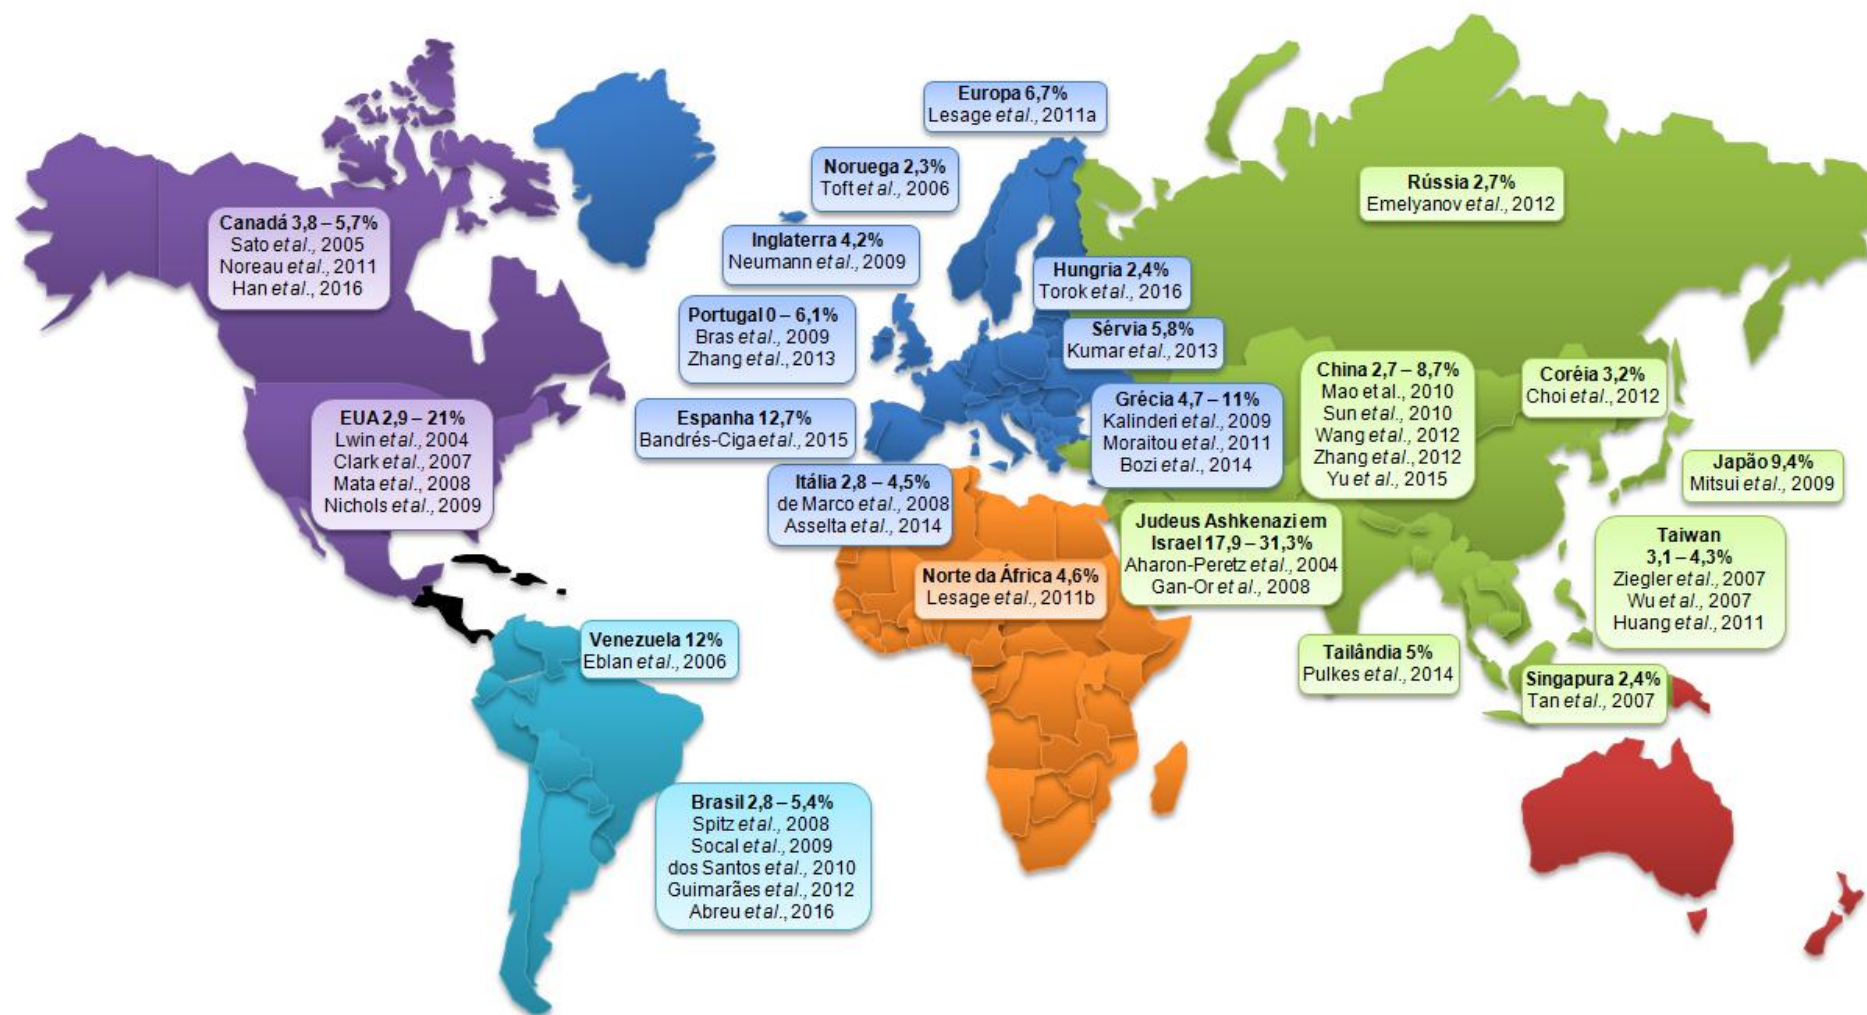 Europa 6,7%
Lesage et al., 2011a
Noruega 2,3%
Toft et al., 2006
Rússia 2,7%
Emelyanov et al., 2012
Canadá 3,8 – 5,7%
Sato et al., 2005
Noreau et al., 2011
Han et al., 2016
Inglaterra 4,2%
Neumann et al., 2009
Hungria 2,4%
Torok et al., 2016
Portugal 0 – 6,1%
Bras et al., 2009
Zhang et al., 2013
Sérvia 5,8%
Kumar et al., 2013
China 2,7 – 8,7%
Mao et al., 2010
Sun et al., 2010
Wang et al., 2012
Zhang et al., 2012
Yu et al., 2015
Coréia 3,2%
Choi et al., 2012
EUA 2,9 – 21%
Lwin et al., 2004
Clark et al., 2007
Mata et al., 2008
Nichols et al., 2009
Espanha 12,7%
Bandrés-Ciga et al., 2015
Grécia 4,7 – 11%
Kalinderi et al., 2009
Moraitou et al., 2011
Bozi et al., 2014
Japão 9,4%
Mitsui et al., 2009
Itália 2,8 – 4,5%
de Marco et al., 2008
Asselta et al., 2014
Judeus Ashkenazi em
Israel 17,9 – 31,3%
Aharon-Peretz et al., 2004
Gan-Or et al., 2008
Taiwan
3,1 – 4,3%
Ziegler et al., 2007
Wu et al., 2007
Huang et al., 2011
Norte da África 4,6%
Lesage et al., 2011b
Venezuela 12%
Eblan et al., 2006
Tailândia 5%
Pulkes et al., 2014
Singapura 2,4%
Tan et al., 2007
Brasil 2,8 – 5,4%
Spitz et al., 2008
Socal et al., 2009
dos Santos et al., 2010
Guimarães et al., 2012
Abreu et al., 2016